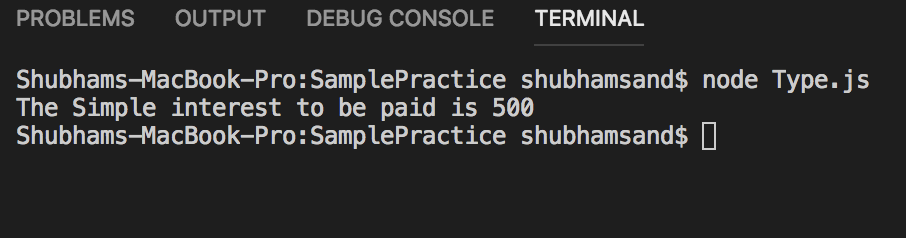 PROBLEMS OUTPUT DEBUG CONSOLE TERMINAL
Shubhams-MacBook-Pro:SamplePractice shubhamsand$ node Type.js
The Simple interest to be paid is 500
Shubhams-MacBook-Pro:SamplePractice shubhamsand$